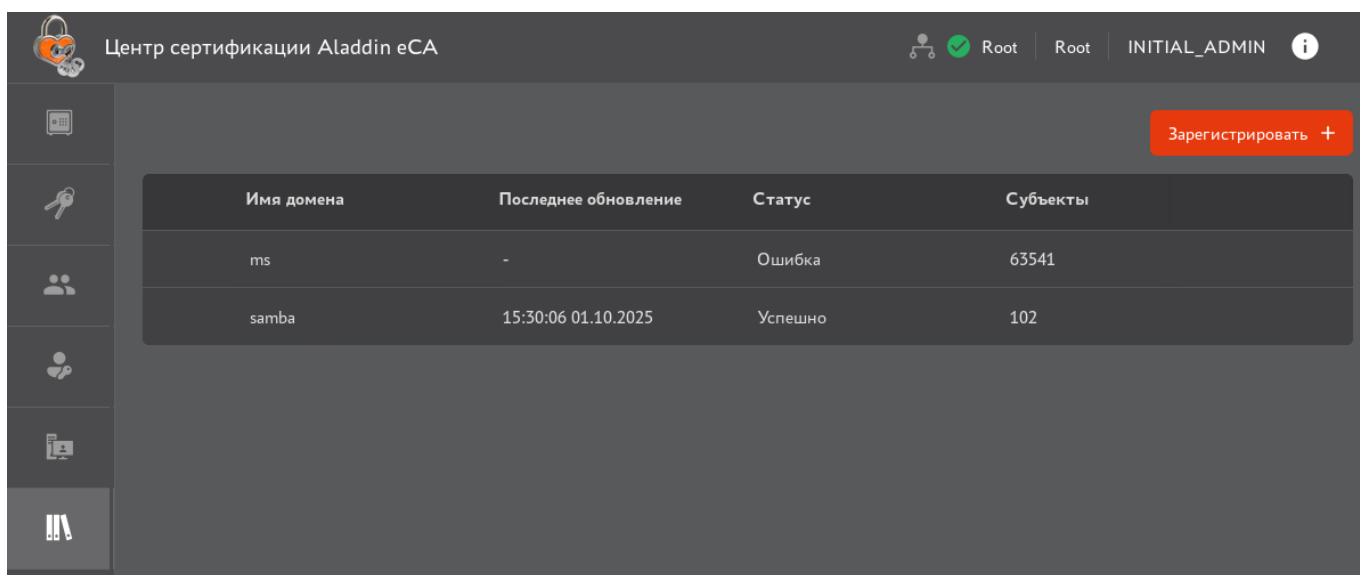 Центр сертификации Aladdin eCA Root Root INITIAL_ADMIN i
Зарегистрировать +
Имя домена Последнее обновление Статус Субъекты
ms - Ошибка 63541
samba 15:30:06 01.10.2025 Успешно 102